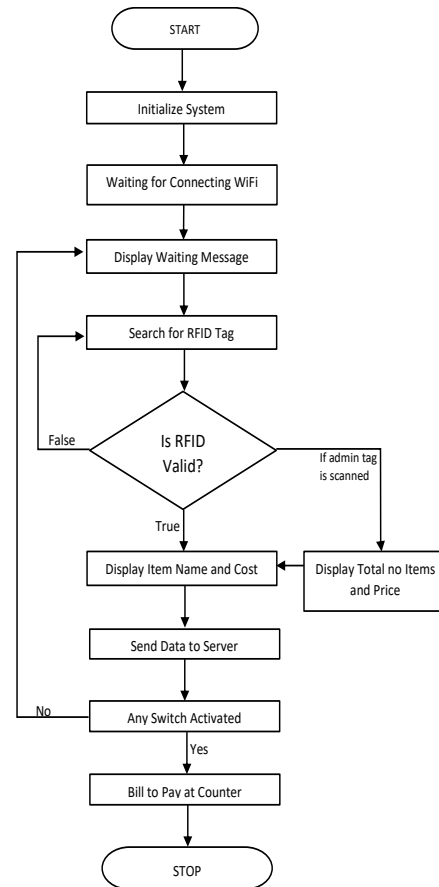 START
Initialize System
Waiting for Connecting WiFi
Display Waiting Message
Search for RFID Tag
Is RFID
Valid?
False
If admin tag
is scanned
True
Display Item Name and Cost
Display Total no Items
and Price
Send Data to Server
Any Switch Activated
No
Yes
Bill to Pay at Counter
STOP